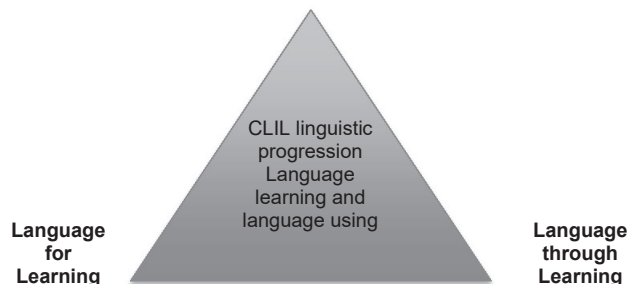 CLIL linguistic
progression
Language
learning and
language using
Language
for
Learning
Language
through
Learning